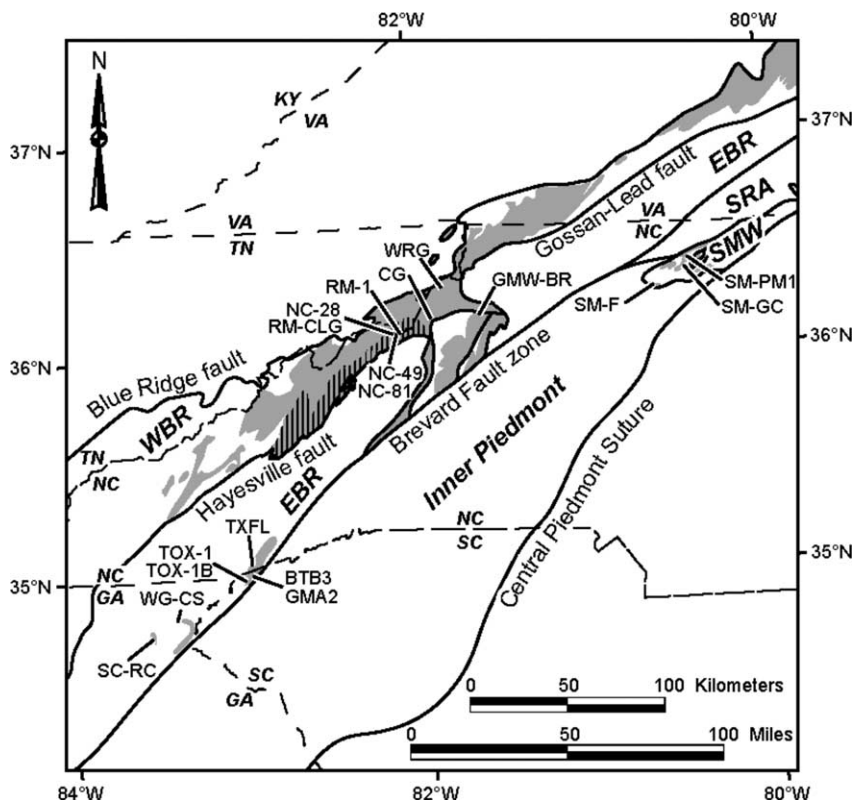 82°W
80°W
N
KY
VA
37°N
37°N
EBR
Gossan-Lead fault
SRA
VA
TN
VA
NC
SMW
WRG
CG
RM-1
GMW-BR
NC-28
RM-CLG
SM-PM1
SM-F
SM-GC
36°N
36°N
NC-49
NC-81
Blue Ridge fault
WBR
Brevard Fault zone
Inner Piedmont
Central Piedmont Suture
TN
NC
Hayesville fault
EBR
NC
SC
TXFL
TOX-1
TOX-1B
BTB3
GMA2
35°N
35°N
NC
GA
WG-CS
SC-RC
SC
GA
0 50 100 Kilometers
0 50 100 Miles
84°W
82°W
80°W